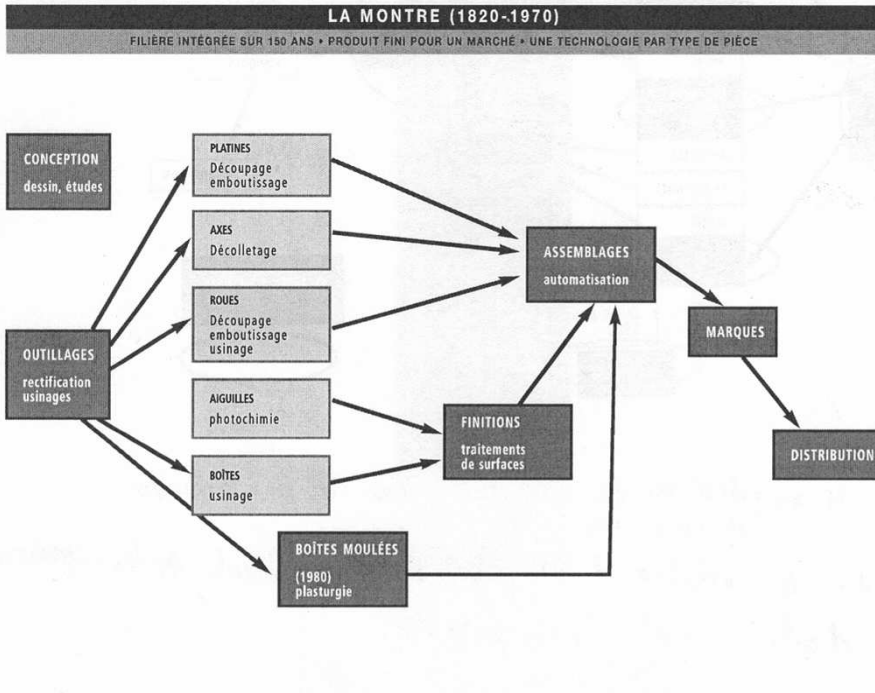 LA MONTRE (1820-1970)
FILIÈRE INTÉGRÉE SUR 150 ANS • PRODUIT FINI POUR UN MARCHÉ • UNE TECHNOLOGIE PAR TYPE DE PIÈCE
CONCEPTION
dessin, études
OUTILLAGES
rectification
usinages
PLATINES
Découpage
emboutissage
AXES
Décolletage
ROUES
Découpage
emboutissage
usinage
AIGUILLES
photochimie
BOÎTES
usinage
BOÎTES MOULÉES
(1980)
plasturgie
FINITIONS
traitements
de surfaces
ASSEMBLAGES
automatisation
MARQUES
DISTRIBUTION